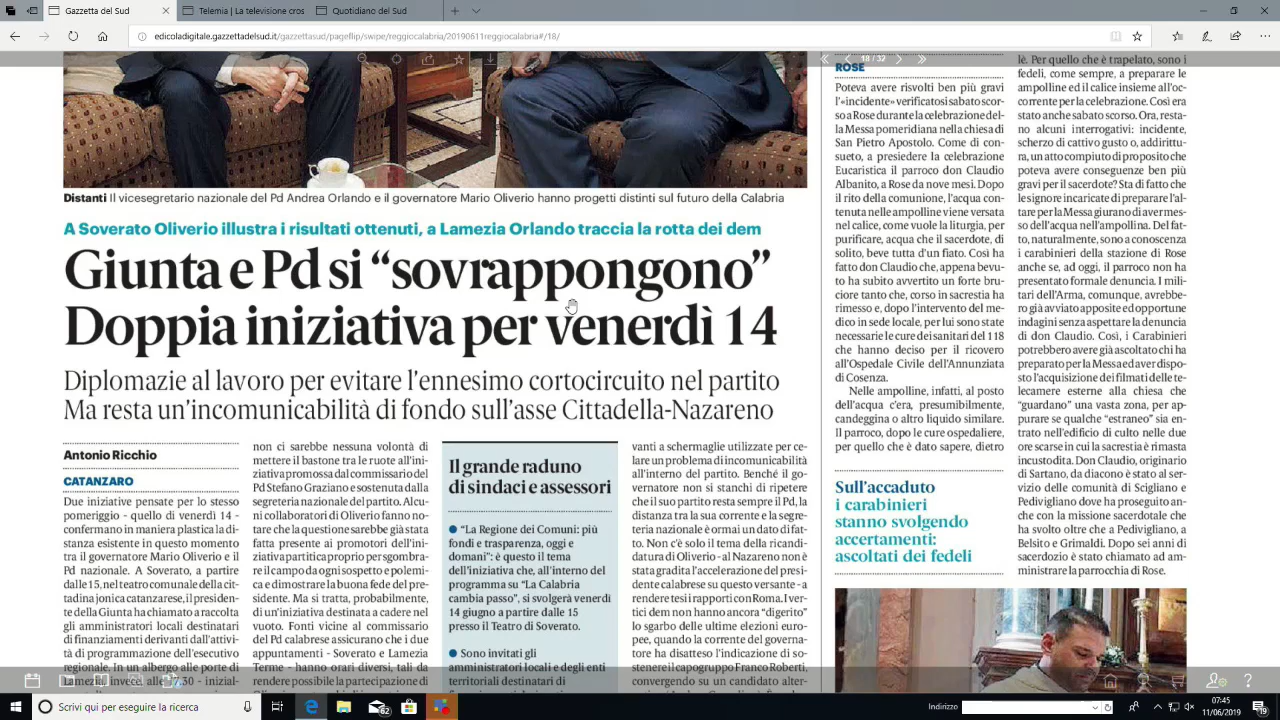 edicoladigitale.gazzettadelsud.it/gazzettasud/pageflip/swipe/reggiocalabria/20190611reggiocalabria#/18/
18 / 32
Distanti Il vicesegretario nazionale del Pd Andrea Orlando e il governatore Mario Oliverio hanno progetti distinti sul futuro della Calabria
A Soverato Oliverio illustra i risultati ottenuti, a Lamezia Orlando traccia la rotta dei dem
Giunta e Pd si “sovrappongono”
Doppia iniziativa per venerdì 14
Diplomazie al lavoro per evitare l’ennesimo cortocircuito nel partito
Ma resta un’incomunicabilità di fondo sull’asse Cittadella-Nazareno
Antonio Ricchio
CATANZARO
Due iniziative pensate per lo stesso
pomeriggio - quello di venerdì 14 -
confermano in maniera plastica la di-
stanza esistente in questo momento
tra il governatore Mario Oliverio e il
Pd nazionale. A Soverato, a partire
dalle 15, nel teatro comunale della cit-
tadina jonica catanzarese, il presiden-
te della Giunta ha chiamato a raccolta
gli amministratori locali destinatari
di finanziamenti derivanti dall’attivi-
tà di programmazione dell’esecutivo
regionale. In un albergo alle porte di
Lamezia, invece alle 17.30 - inizial-
non ci sarebbe nessuna volontà di
mettere il bastone tra le ruote all’ini-
ziativa promossa dal commissario del
Pd Stefano Graziano e sostenuta dalla
segreteria nazionale del partito. Alcu-
ni collaboratori di Oliverio fanno no-
tare che la questione sarebbe già stata
fatta presente ai promotori dell’ini-
ziativa partitica proprio per sgombra-
re il campo da ogni sospetto e polemi-
ca e dimostrare la buona fede del pre-
sidente. Ma si tratta, probabilmente,
di un’iniziativa destinata a cadere nel
vuoto. Fonti vicine al commissario
del Pd calabrese assicurano che i due
appuntamenti - Soverato e Lamezia
Terme - hanno orari diversi, tali da
rendere possibile la partecipazione di
Il grande raduno
di sindaci e assessori
● “La Regione dei Comuni: più
fondi e trasparenza, oggi e
domani”: è questo il tema
dell’iniziativa che, all’interno del
programma su “La Calabria
cambia passo”, si svolgerà venerdì
14 giugno a partire dalle 15
presso il Teatro di Soverato.
● Sono invitati gli
amministratori locali e degli enti
territoriali destinatari di
vanti a schermaglie utilizzate per ce-
lare un problema di incomunicabilità
all’interno del partito. Benché il go-
vernatore non si stanchi di ripetere
che il suo partito resta sempre il Pd, la
distanza tra la sua corrente e la segre-
teria nazionale è ormai un dato di fat-
to. Non c’è solo il tema della ricandi-
datura di Oliverio - al Nazareno non è
stata gradita l’accelerazione del presi-
dente calabrese su questo versante - a
rendere tesi i rapporti con Roma. I ver-
tici dem non hanno ancora “digerito”
lo sgarbo delle ultime elezioni euro-
pee, quando la corrente del governa-
tore ha disatteso l’indicazione di so-
stenere il capogruppo Franco Roberti,
convergendo su un candidato alter-
ROSE
Poteva avere risvolti ben più gravi
l’«incidente» verificatosi sabato scor-
so a Rose durante la celebrazione del-
la Messa pomeridiana nella chiesa di
San Pietro Apostolo. Come di con-
sueto, a presiedere la celebrazione
Eucaristica il parroco don Claudio
Albanito, a Rose da nove mesi. Dopo
il rito della comunione, l’acqua con-
tenuta nelle ampolline viene versata
nel calice, come vuole la liturgia, per
purificare, acqua che il sacerdote, di
solito, beve tutta d’un fiato. Così ha
fatto don Claudio che, appena bevu-
to ha subito avvertito un forte bru-
ciore tanto che, corso in sacrestia ha
rimesso e, dopo l’intervento del me-
dico in sede locale, per lui sono state
necessarie le cure dei sanitari del 118
che hanno deciso per il ricovero
all’Ospedale Civile dell’Annunziata
di Cosenza.
Nelle ampolline, infatti, al posto
dell’acqua c’era, presumibilmente,
candeggina o altro liquido similare.
Il parroco, dopo le cure ospedaliere,
per quello che è dato sapere, dietro
Sull’accaduto
i carabinieri
stanno svolgendo
accertamenti:
ascoltati dei fedeli
lè. Per quello che è trapelato, sono i
fedeli, come sempre, a preparare le
ampolline ed il calice insieme all’oc-
corrente per la celebrazione. Così era
stato anche sabato scorso. Ora, resta-
no alcuni interrogativi: incidente,
scherzo di cattivo gusto o, addirittu-
ra, un atto compiuto di proposito che
poteva avere conseguenze ben più
gravi per il sacerdote? Sta di fatto che
le signore incaricate di preparare l’al-
tare per la Messa giurano di aver mes-
so dell’acqua nell’ampollina. Del fat-
to, naturalmente, sono a conoscenza
i carabinieri della stazione di Rose
anche se, ad oggi, il parroco non ha
presentato formale denuncia. I mili-
tari dell’Arma, comunque, avrebbe-
ro già avviato apposite ed opportune
indagini senza aspettare la denuncia
di don Claudio. Così, i Carabinieri
potrebbero avere già ascoltato chi ha
preparato per la Messa ed aver dispo-
sto l’acquisizione dei filmati delle te-
lecamere esterne alla chiesa che
“guardano” una vasta zona, per ap-
purare se qualche “estraneo” sia en-
trato nell’edificio di culto nelle due
ore scarse in cui la sacrestia è rimasta
incustodita. Don Claudio, originario
di Sartano, da diacono è stato al ser-
vizio delle comunità di Scigliano e
Pedivigliano dove ha proseguito an-
che con la missione sacerdotale che
ha svolto oltre che a Pedivigliano, a
Belsito e Grimaldi. Dopo sei anni di
sacerdozio è stato chiamato ad am-
ministrare la parrocchia di Rose.
Scrivi qui per eseguire la ricerca
62
Indirizzo
07:45
11/06/2019